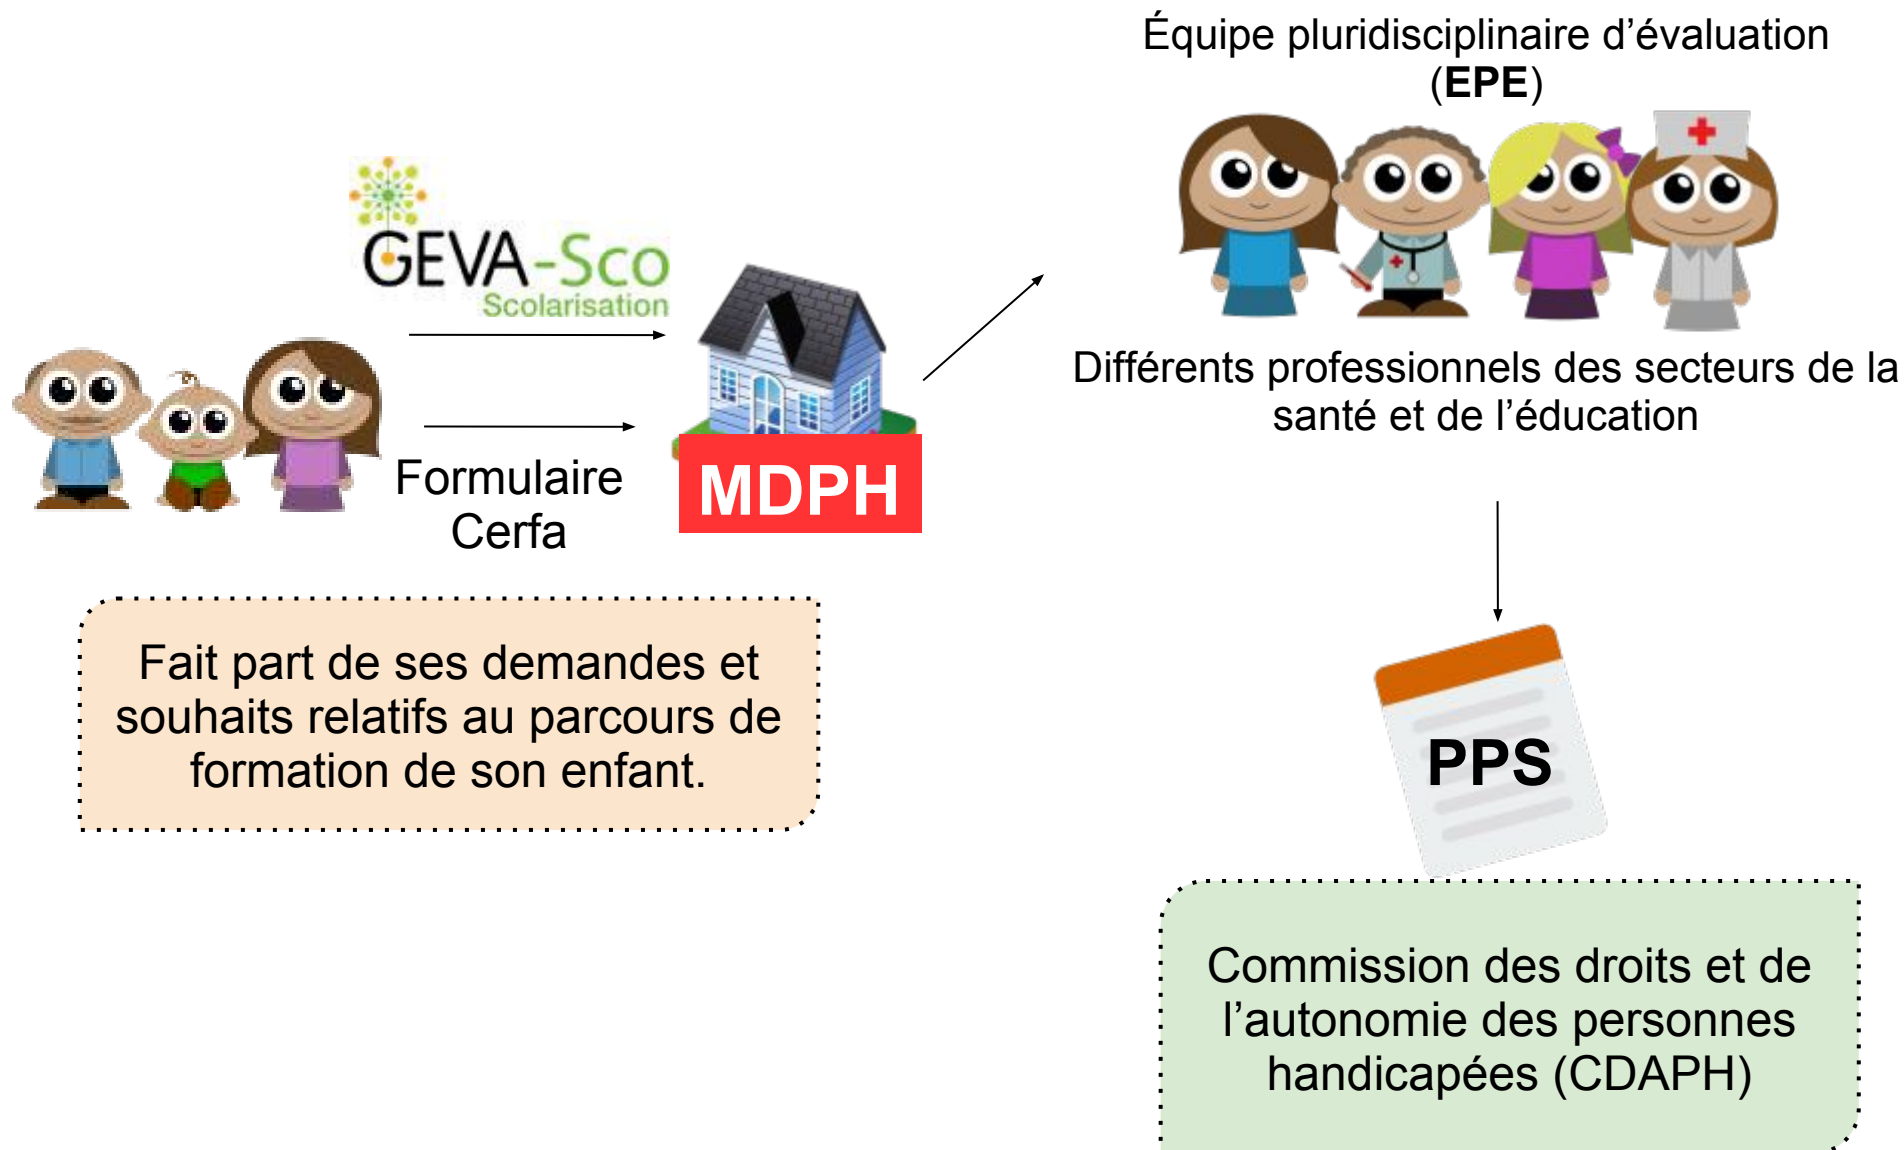 Équipe pluridisciplinaire d’évaluation
(EPE)
GEVA-Sco
Scolarisation
Différents professionnels des secteurs de la
santé et de l’éducation
Formulaire
Cerfa
MDPH
Fait part de ses demandes et
souhaits relatifs au parcours de
formation de son enfant.
PPS
Commission des droits et de
l’autonomie des personnes
handicapées (CDAPH)